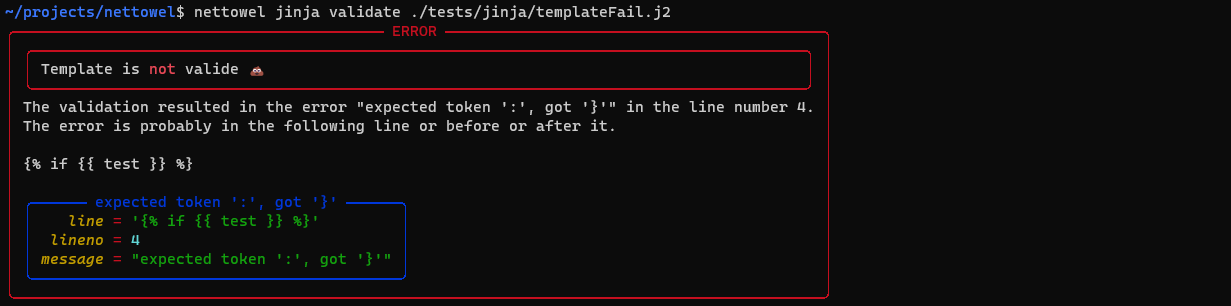 ~/projects/nettowel$ nettowel jinja validate ./tests/jinja/templateFail.j2
ERROR
Template is not valide 💩
The validation resulted in the error "expected token ':', got '}'" in the line number 4.
The error is probably in the following line or before or after it.
{% if {{ test }} %}
expected token ':', got '}'
line = '{% if {{ test }} %}'
lineno = 4
message = "expected token ':', got '}'"